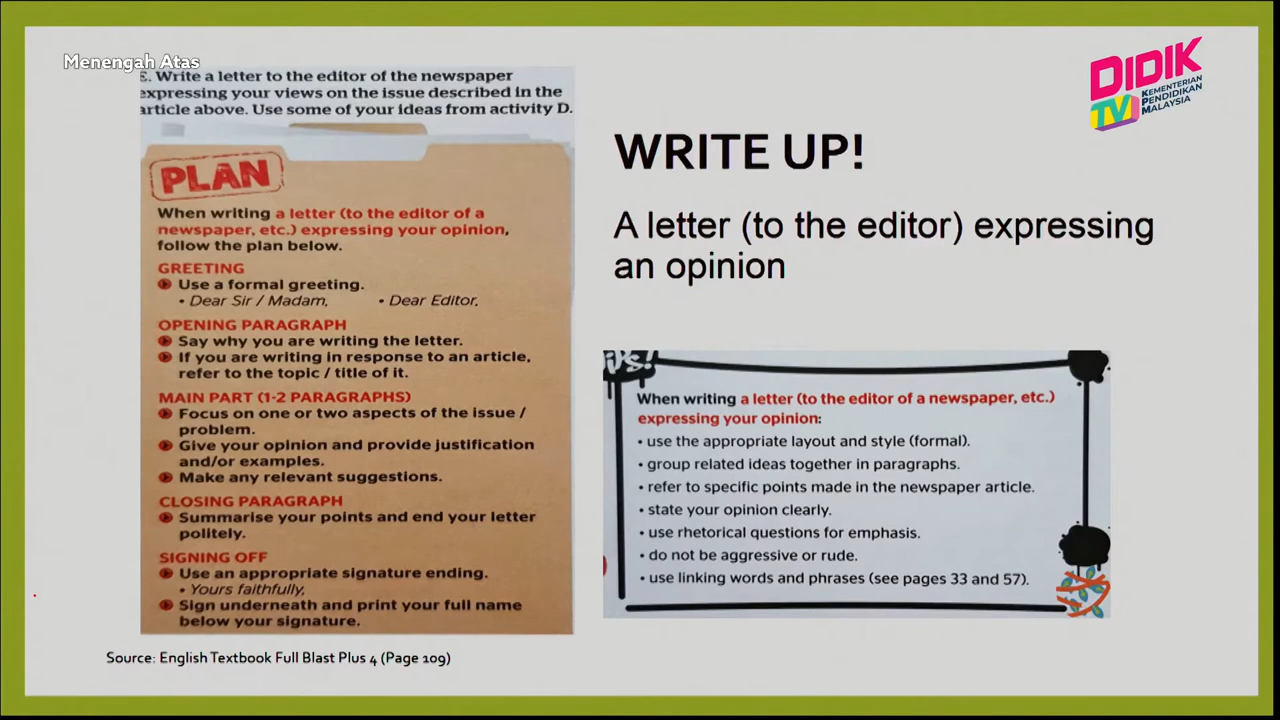 Menengah Atas
DIDIK
TV
KEMENTERIAN
PENDIDIKAN
MALAYSIA
E. Write a letter to the editor of the newspaper
expressing your views on the issue described in the
article above. Use some of your ideas from activity D.
PLAN
When writing a letter (to the editor of a
newspaper, etc.) expressing your opinion,
follow the plan below.
GREETING
Use a formal greeting.
• Dear Sir / Madam, • Dear Editor,
OPENING PARAGRAPH
Say why you are writing the letter.
If you are writing in response to an article,
refer to the topic / title of it.
MAIN PART (1-2 PARAGRAPHS)
Focus on one or two aspects of the issue /
problem.
Give your opinion and provide justification
and/or examples.
Make any relevant suggestions.
CLOSING PARAGRAPH
Summarise your points and end your letter
politely.
SIGNING OFF
Use an appropriate signature ending.
• Yours faithfully,
Sign underneath and print your full name
below your signature.
Source: English Textbook Full Blast Plus 4 (Page 109)
WRITE UP!
A letter (to the editor) expressing
an opinion
When writing a letter (to the editor of a newspaper, etc.)
expressing your opinion:
• use the appropriate layout and style (formal).
• group related ideas together in paragraphs.
• refer to specific points made in the newspaper article.
• state your opinion clearly.
• use rhetorical questions for emphasis.
• do not be aggressive or rude.
• use linking words and phrases (see pages 33 and 57).